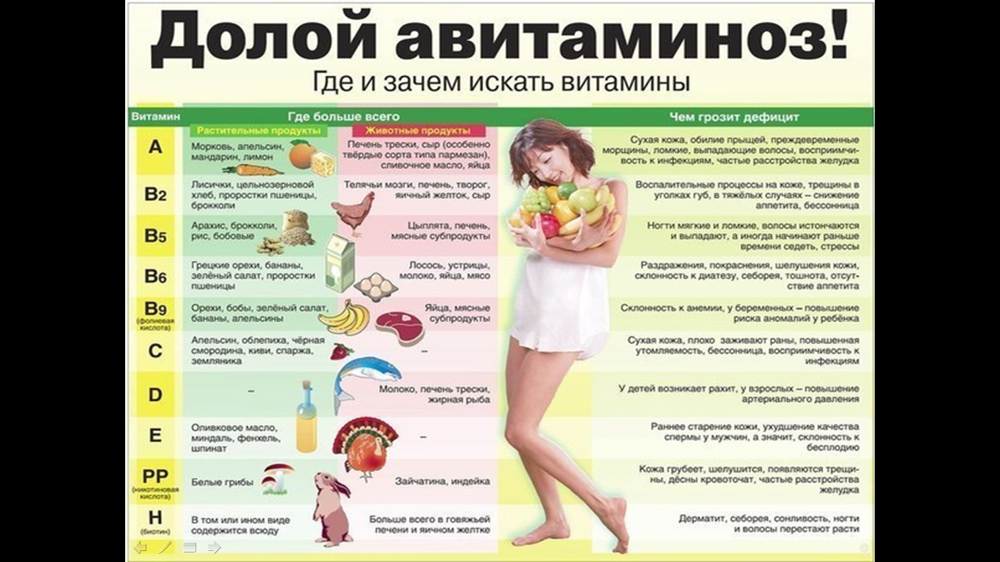 Долой авитаминоз!
Где и зачем искать витамины
Витамин
Где больше всего
Чем грозит дефицит
Растительные продукты
Животные продукты
A
Морковь, апельсин,
мандарин, лимон
Печень трески, сыр (особенно
твёрдые сорта типа пармезан),
сливочное масло, яйца
Сухая кожа, обилие прыщей, преждевременные
морщины, ломкие, выпадающие волосы, восприимчи-
вость к инфекциям, частые расстройства желудка
B2
Лисички, цельнозерновой
хлеб, проростки пшеницы,
брокколи
Телячьи мозги, печень, творог,
яичный желток, сыр
Воспалительные процессы на коже, трещины в
уголках губ, в тяжёлых случаях – снижение
аппетита, бессонница
B5
Арахис, брокколи,
рис, бобовые
Цыплята, печень,
мясные субпродукты
Ногти мягкие и ломкие, волосы истончаются
и выпадают, а иногда начинают раньше
времени седеть, стрессы
B6
Грецкие орехи, бананы,
зелёный салат, проростки
пшеницы
Лосось, устрицы,
молоко, яйца, мясо
Раздражения, покраснения, шелушения кожи,
склонность к диатезу, себорея, тошнота, отсут-
ствие аппетита
B9
(фолиевая
кислота)
Орехи, бобы, зелёный салат,
бананы, апельсины
Яйца, мясные
субпродукты
Склонность к анемии, у беременных – повышение
риска аномалий у ребёнка
C
Апельсин, облепиха, чёрная
смородина, киви, спаржа,
земляника
–
Сухая кожа, плохо заживают раны, повышенная
утомляемость, бессонница, восприимчивость к
инфекциям
D
–
Молоко, печень трески,
жирная рыба
У детей возникает рахит, у взрослых – повышение
артериального давления
E
Оливковое масло,
миндаль, фенхель,
шпинат
–
Раннее старение кожи, ухудшение качества
спермы у мужчин, а значит, склонность к
бесплодию
PP
(никотиновая
кислота)
Белые грибы
Зайчатина, индейка
Кожа грубеет, шелушится, появляются трещи-
ны, дёсны кровоточат, частые расстройства
желудка
H
(биотин)
В том или ином виде
содержится всюду
Больше всего в говяжьей
печени и яичном желтке
Дерматит, себорея, сонливость, ногти
и волосы перестают расти